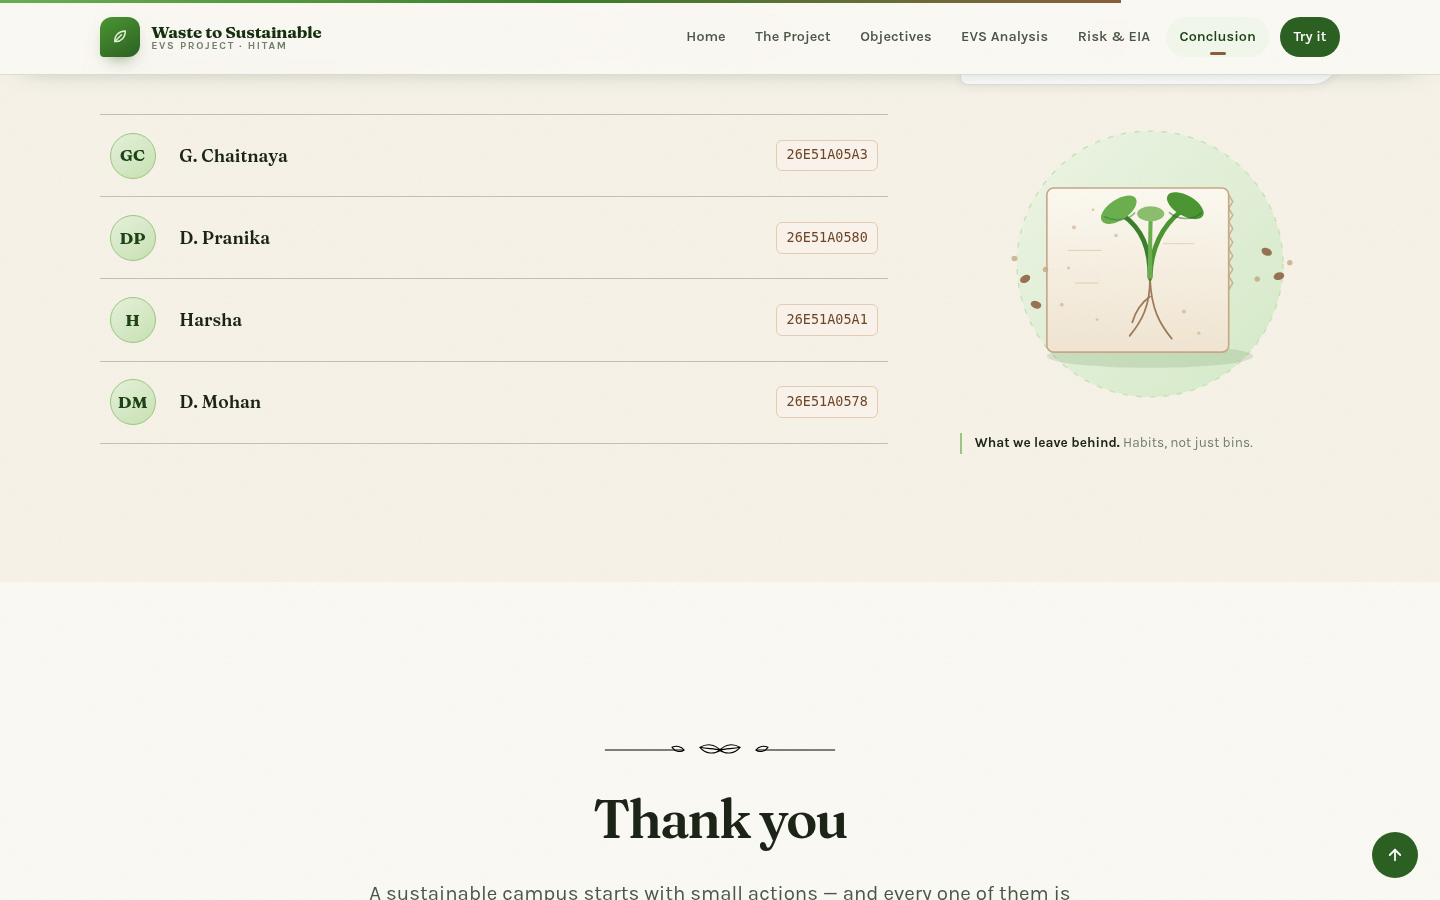 Waste to Sustainable
EVS PROJECT · HITAM
Home
The Project
Objectives
EVS Analysis
Risk & EIA
Conclusion
Try it
GC
G. Chaitnaya
26E51A05A3
DP
D. Pranika
26E51A0580
H
Harsha
26E51A05A1
DM
D. Mohan
26E51A0578
What we leave behind. Habits, not just bins.
Thank you
A sustainable campus starts with small actions — and every one of them is